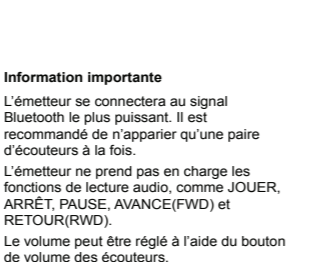 Information importante
L’émetteur se connectera au signal
Bluetooth le plus puissant. Il est
recommandé de n’apparier qu’une paire
d’écouteurs à la fois.
L’émetteur ne prend pas en charge les
fonctions de lecture audio, comme JOUER,
ARRÊT, PAUSE, AVANCE(FWD) et
RETOUR(RWD).
Le volume peut être réglé à l’aide du bouton
de volume des écouteurs.